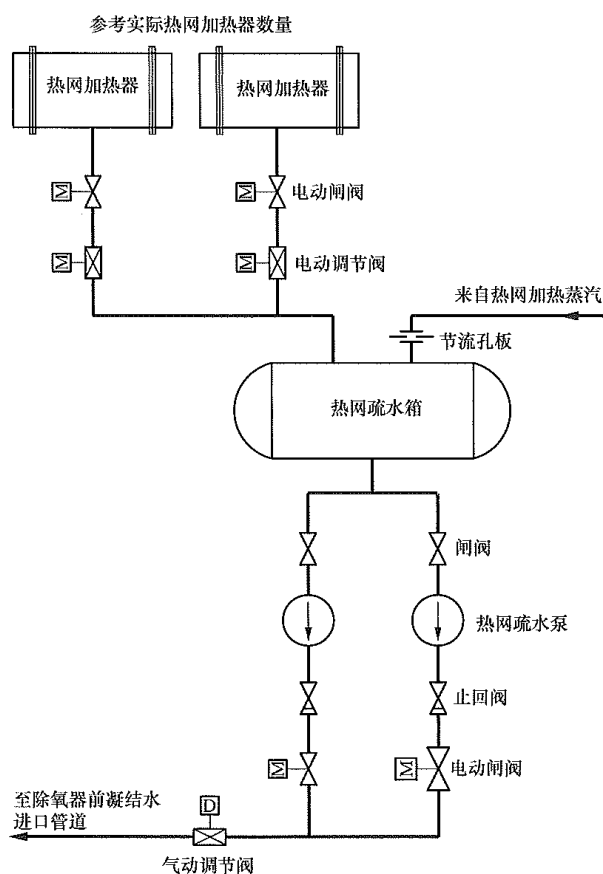 参考实际热网加热器数量
热网加热器
热网加热器
M
M
电动闸阀
M
M
电动调节阀
来自热网加热蒸汽
节流孔板
热网疏水箱
闸阀
热网疏水泵
止回阀
M
M
电动闸阀
至除氧器前凝结水
进口管道
D
气动调节阀